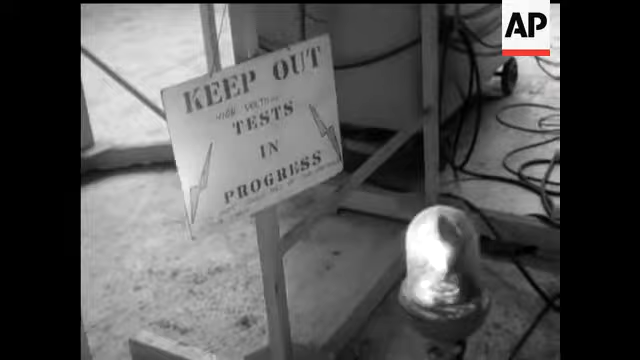 AP
KEEP OUT
HIGH VOLTAGE
TESTS
IN
PROGRESS